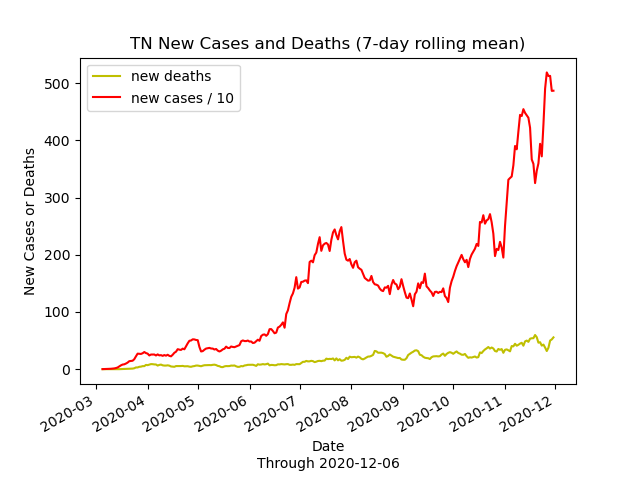 TN New Cases and Deaths (7-day rolling mean)
new deaths
new cases / 10
500
400
300
200
100
0
New Cases or Deaths
2020-03
2020-04
2020-05
2020-06
2020-07
2020-08
2020-09
2020-10
2020-11
2020-12
Date
Through 2020-12-06